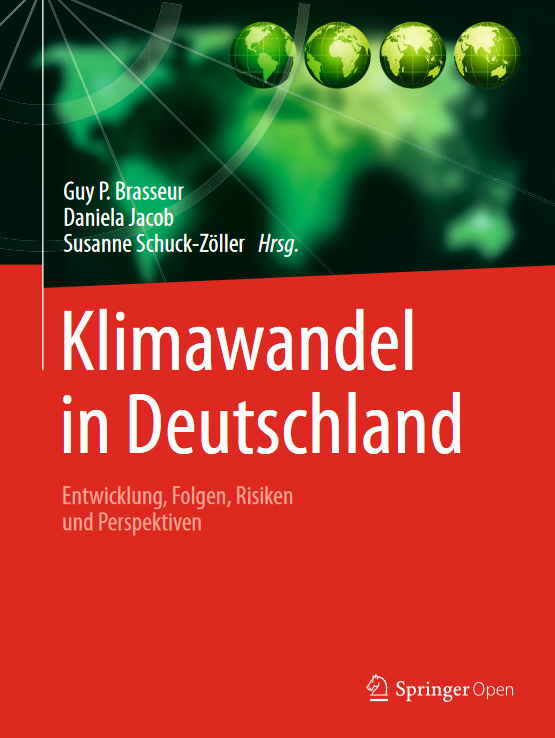 Guy P. Brasseur
Daniela Jacob
Susanne Schuck-Zöller Hrsg.
Klimawandel
in Deutschland
Entwicklung, Folgen, Risiken
und Perspektiven
Springer Open